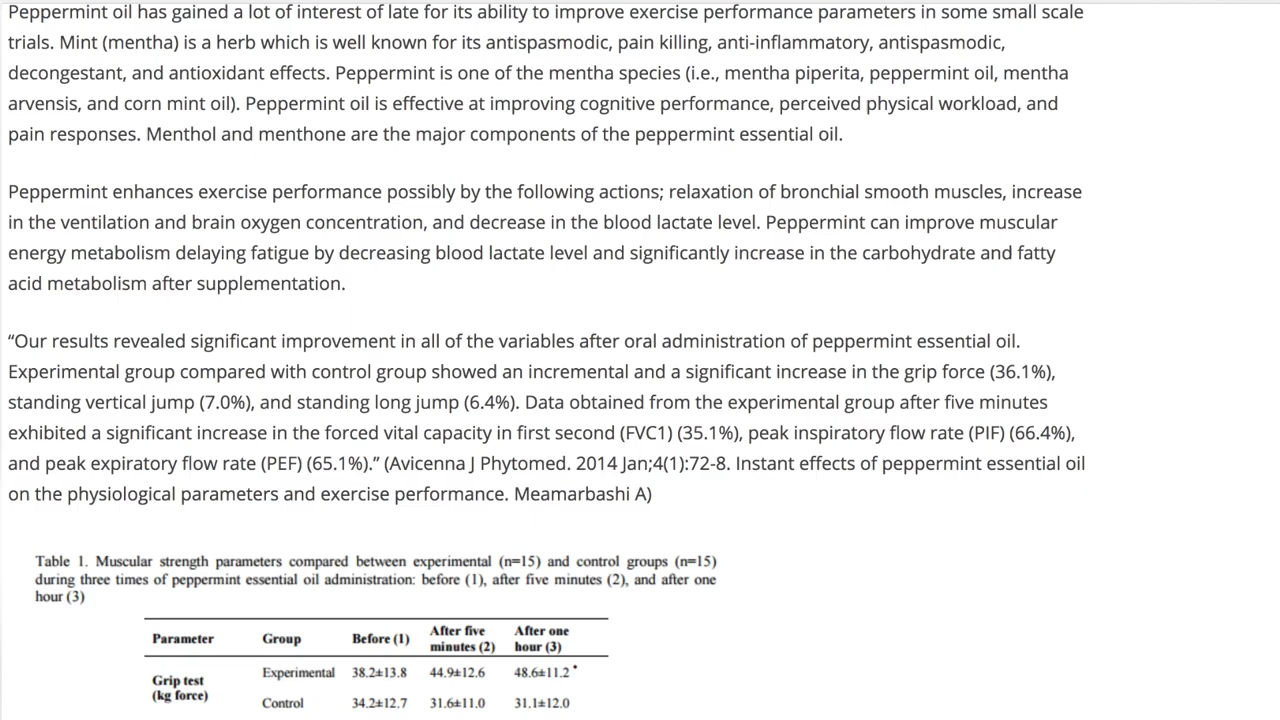 Peppermint oil has gained a lot of interest of late for its ability to improve exercise performance parameters in some small scale
trials. Mint (mentha) is a herb which is well known for its antispasmodic, pain killing, anti-inflammatory, antispasmodic,
decongestant, and antioxidant effects. Peppermint is one of the mentha species (i.e., mentha piperita, peppermint oil, mentha
arvensis, and corn mint oil). Peppermint oil is effective at improving cognitive performance, perceived physical workload, and
pain responses. Menthol and menthone are the major components of the peppermint essential oil.
Peppermint enhances exercise performance possibly by the following actions; relaxation of bronchial smooth muscles, increase
in the ventilation and brain oxygen concentration, and decrease in the blood lactate level. Peppermint can improve muscular
energy metabolism delaying fatigue by decreasing blood lactate level and significantly increase in the carbohydrate and fatty
acid metabolism after supplementation.
“Our results revealed significant improvement in all of the variables after oral administration of peppermint essential oil.
Experimental group compared with control group showed an incremental and a significant increase in the grip force (36.1%),
standing vertical jump (7.0%), and standing long jump (6.4%). Data obtained from the experimental group after five minutes
exhibited a significant increase in the forced vital capacity in first second (FVC1) (35.1%), peak inspiratory flow rate (PIF) (66.4%),
and peak expiratory flow rate (PEF) (65.1%).” (Avicenna J Phytomed. 2014 Jan;4(1):72-8. Instant effects of peppermint essential oil
on the physiological parameters and exercise performance. Meamarbashi A)
Table 1. Muscular strength parameters compared between experimental (n=15) and control groups (n=15)
during three times of peppermint essential oil administration: before (1), after five minutes (2), and after one
hour (3)
Parameter Group Before (1) After five minutes (2) After one hour (3)
Grip test (kg force) Experimental 38.2±13.8 44.9±12.6 48.6±11.2*
Control 34.2±12.7 31.6±11.0 31.1±12.0